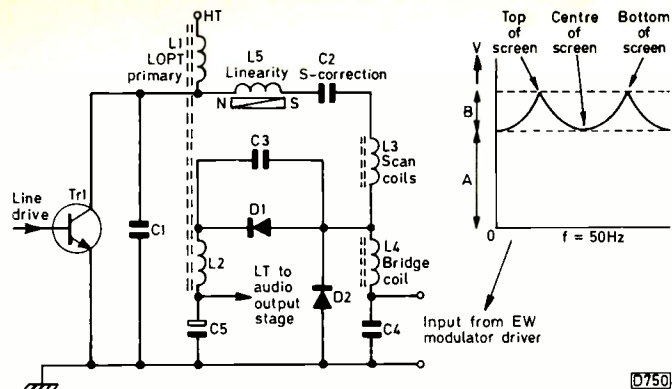 HT
L1
LOPT
primary
L5
Linearity
N S
C2
S-correction
C3
L3
Scan
coils
Line
drive
Tr1
C1
D1
L2
LT to
audio
output
stage
D2
L4
Bridge
coil
C5
C4
Input from EW
modulator driver
Top
of
screen
Centre
of
screen
Bottom
of
screen
V
B
A
0
f = 50Hz
D750